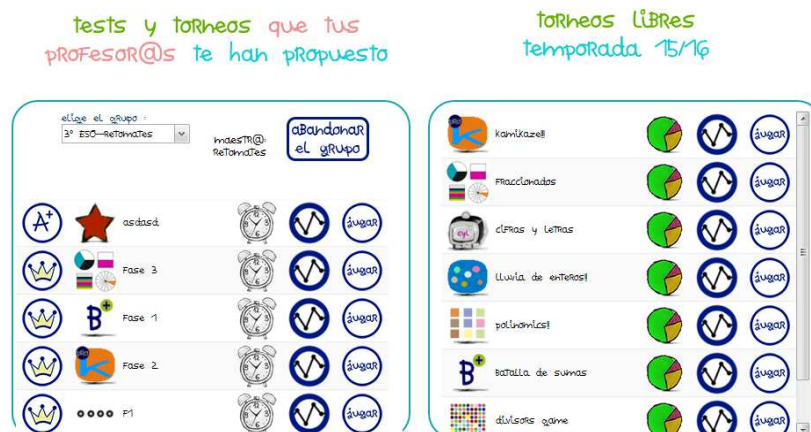 tests y torneos que tus
profesor@s te han propuesto
elige el grupo :
3º ESO-Retomates
maestr@:
Retomates
abandonar
el grupo
A+
asdasd
jugar
Fase 3
jugar
B+
Fase 1
jugar
Fase 2
jugar
P1
jugar
torneos libres
temporada 15/16
kamikaze!!
jugar
Fraccionados
jugar
cyl
cifras y letras
jugar
lluvia de enteros!!
jugar
polinomics!!
jugar
B+
Batalla de sumas
jugar
divisors game
jugar